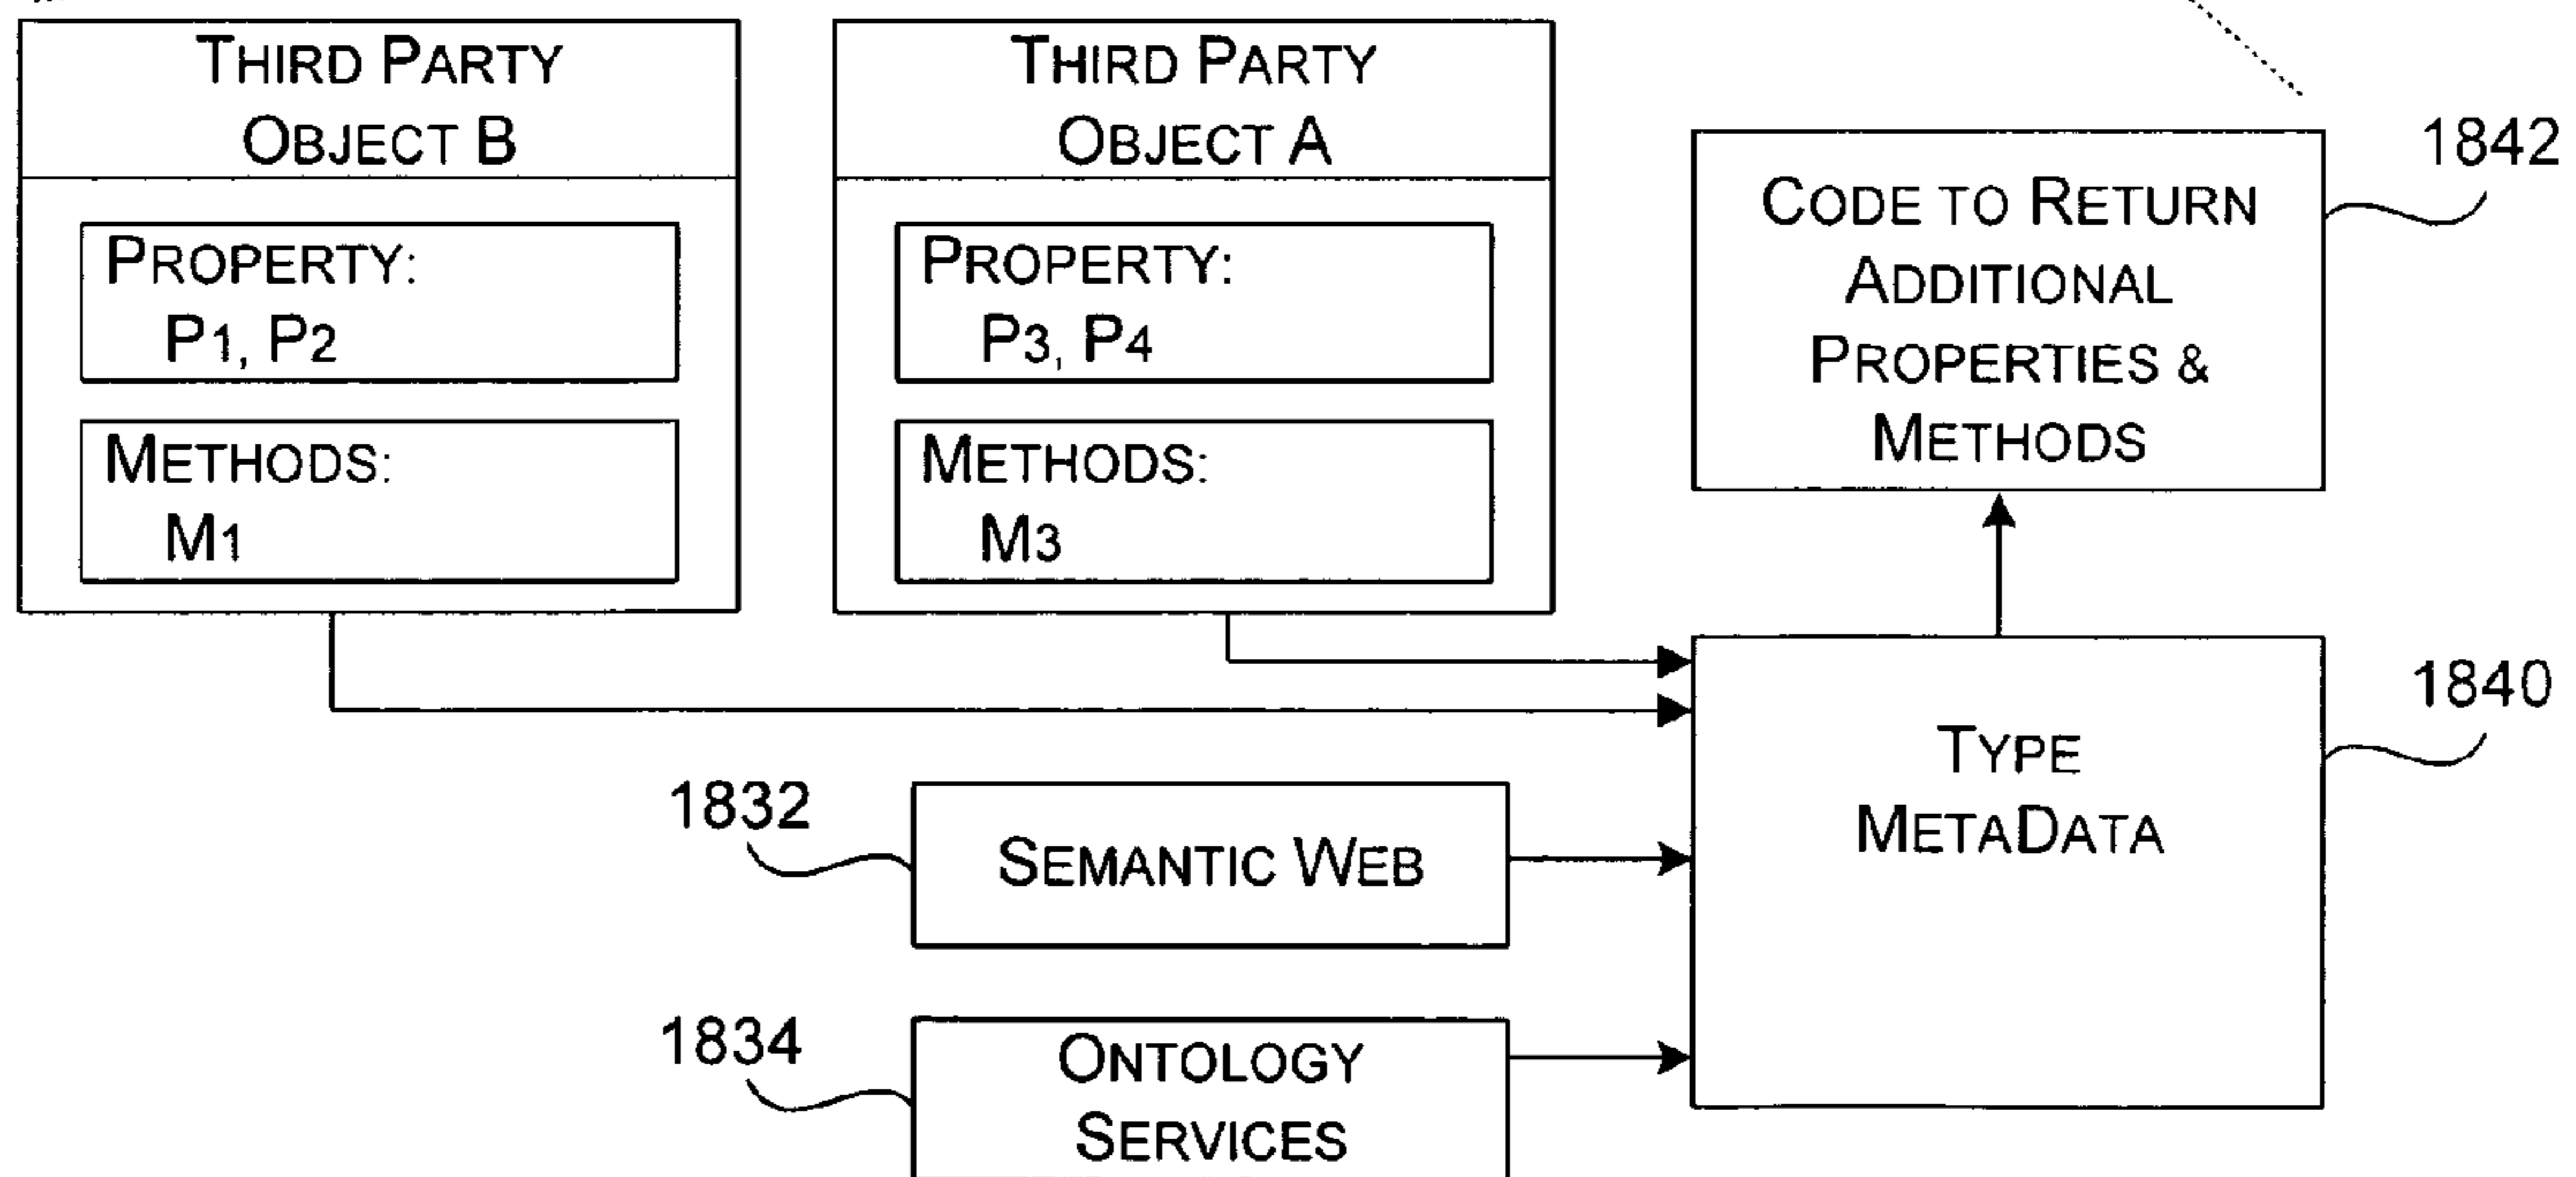 THIRD PARTY
OBJECT B
PROPERTY:
P1, P2
METHODS:
M1
THIRD PARTY
OBJECT A
PROPERTY:
P3, P4
METHODS:
M3
CODE TO RETURN
ADDITIONAL
PROPERTIES &
METHODS
1842
TYPE
METADATA
1840
1832
SEMANTIC WEB
1834
ONTOLOGY
SERVICES